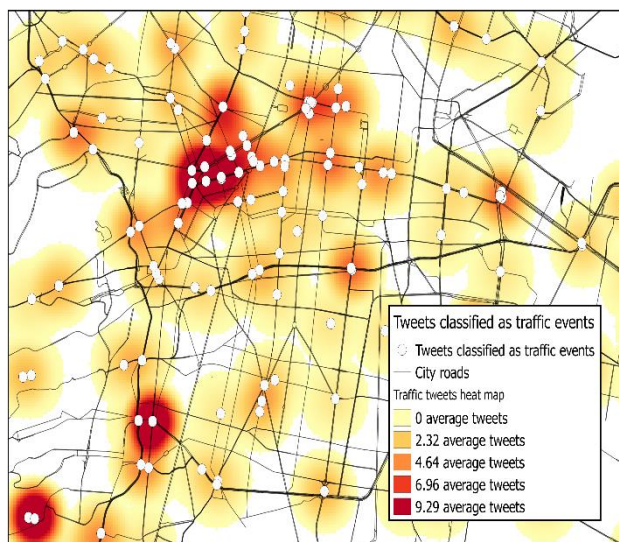 Tweets classified as traffic events
Tweets classified as traffic events
City roads
Traffic tweets heat map
0 average tweets
2.32 average tweets
4.64 average tweets
6.96 average tweets
9.29 average tweets